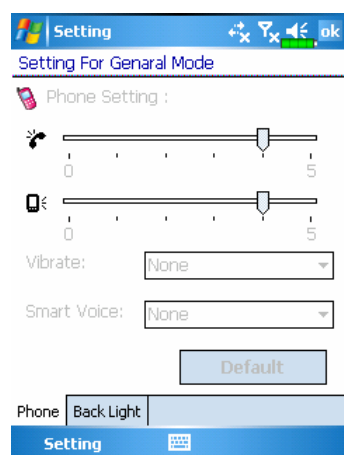 Setting
ok
Setting For Genaral Mode
Phone Setting :
0 5
0 5
Vibrate: None
Smart Voice: None
Default
Phone Back Light
Setting